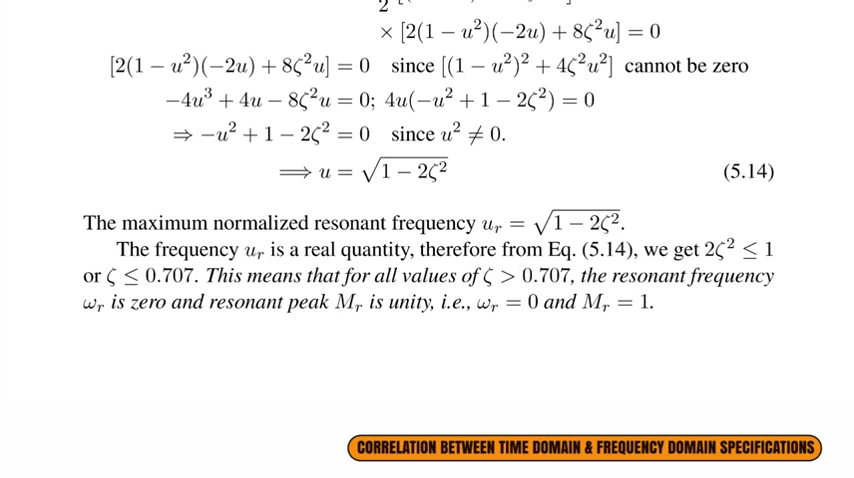 2
× [2(1 − u²)(−2u) + 8ζ²u] = 0
[2(1 − u²)(−2u) + 8ζ²u] = 0 since [(1 − u²)² + 4ζ²u²] cannot be zero
−4u³ + 4u − 8ζ²u = 0; 4u(−u² + 1 − 2ζ²) = 0
⇒ −u² + 1 − 2ζ² = 0 since u² ≠ 0.
⟹ u = √(1 − 2ζ²) (5.14)
The maximum normalized resonant frequency uᵣ = √(1 − 2ζ²).
The frequency uᵣ is a real quantity, therefore from Eq. (5.14), we get 2ζ² ≤ 1
or ζ ≤ 0.707. This means that for all values of ζ > 0.707, the resonant frequency
ωᵣ is zero and resonant peak Mᵣ is unity, i.e., ωᵣ = 0 and Mᵣ = 1.
CORRELATION BETWEEN TIME DOMAIN & FREQUENCY DOMAIN SPECIFICATIONS